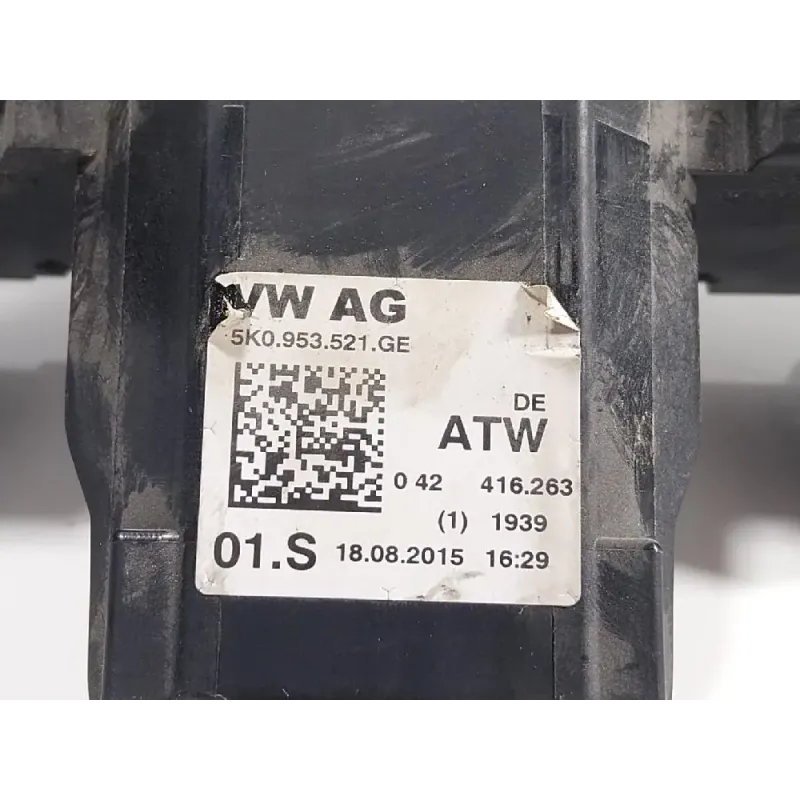 VW AG
5K0.953.521.GE
DE
ATW
0 42 416.263
(1) 1939
01.S 18.08.2015 16:29